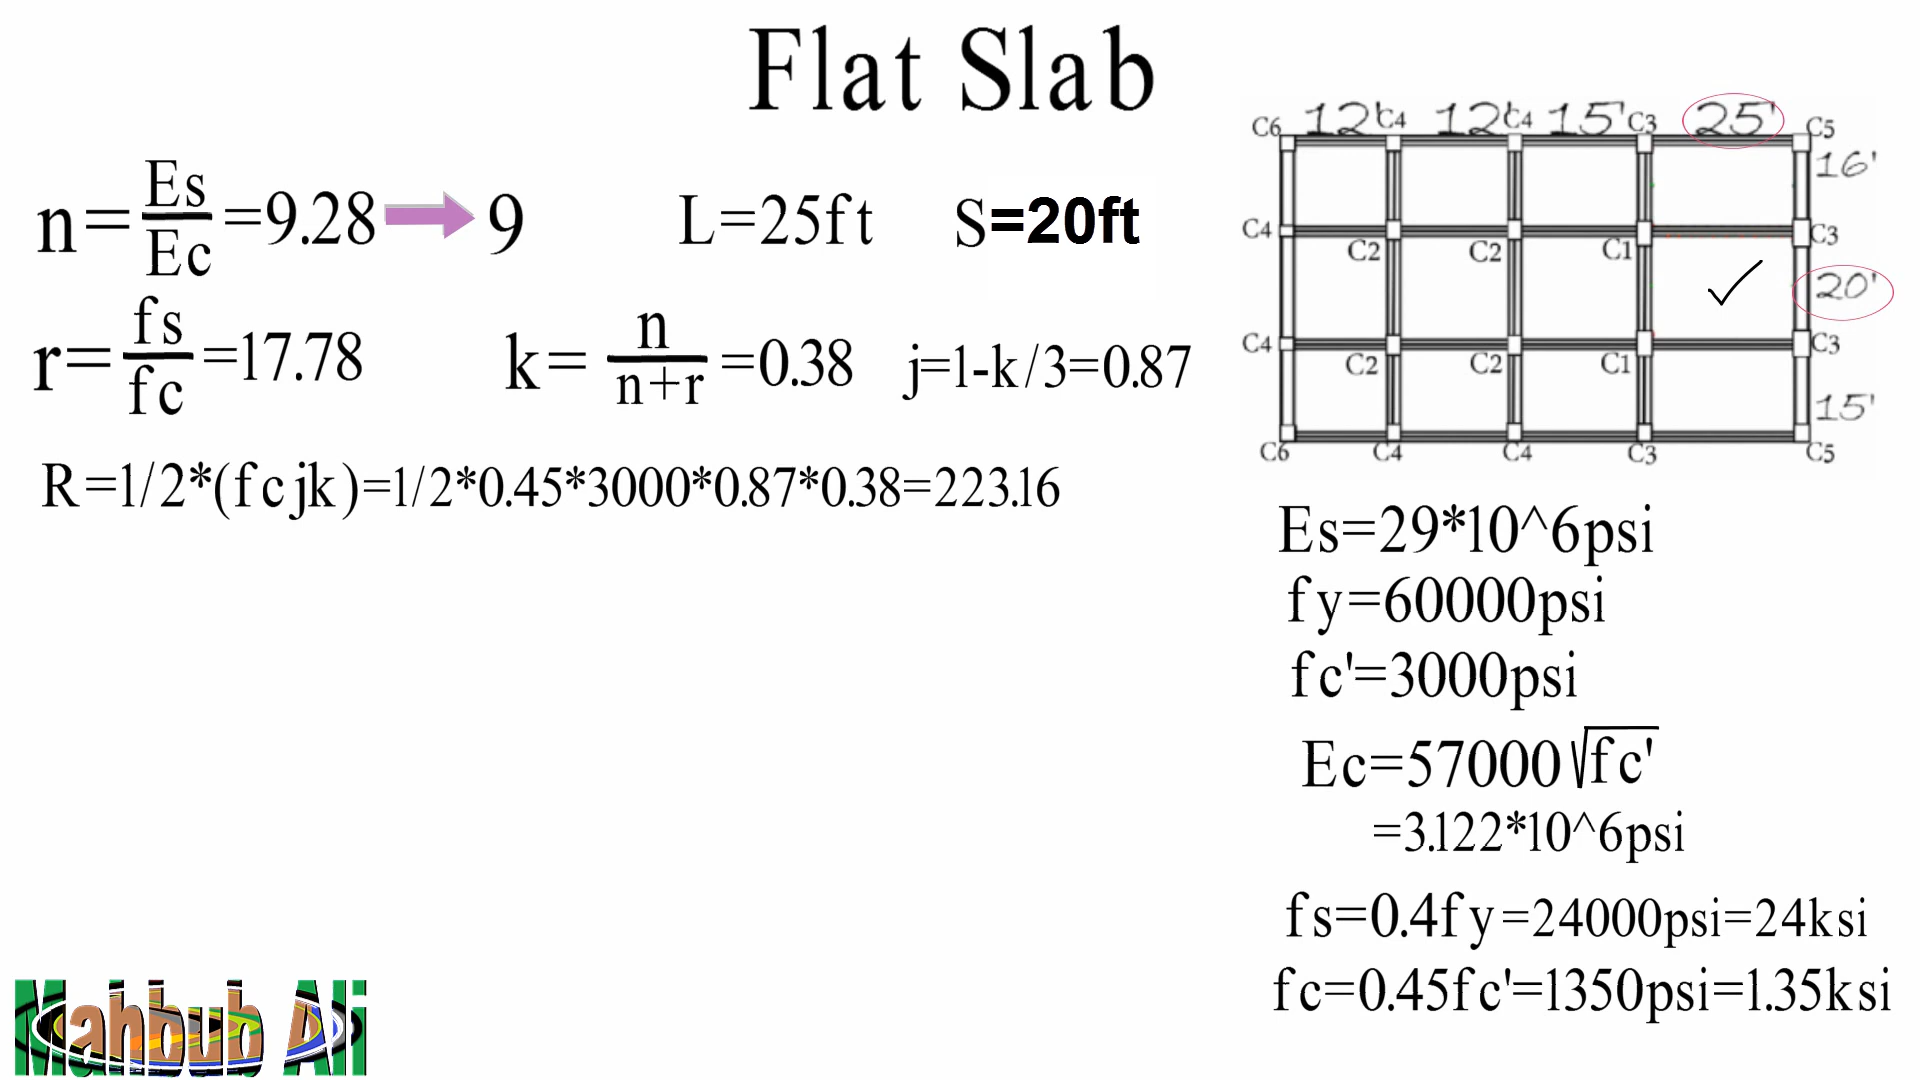 Flat Slab
n=Es/Ec=9.28 9
L=25ft
S=20ft
r=fs/fc=17.78
k=n/n+r=0.38
j=1-k/3=0.87
R=1/2*(fcjk)=1/2*0.45*3000*0.87*0.38=223.16
C6 12' C4 12' C4 15' C3 25' C5
16'
C4 C2 C2 C1 C3
20'
C4 C2 C2 C1 C3
15'
C6 C4 C4 C3 C5
Es=29*10^6psi
fy=60000psi
fc'=3000psi
Ec=57000√fc'
=3.122*10^6psi
fs=0.4fy=24000psi=24ksi
fc=0.45fc'=1350psi=1.35ksi
Mahbub Ali